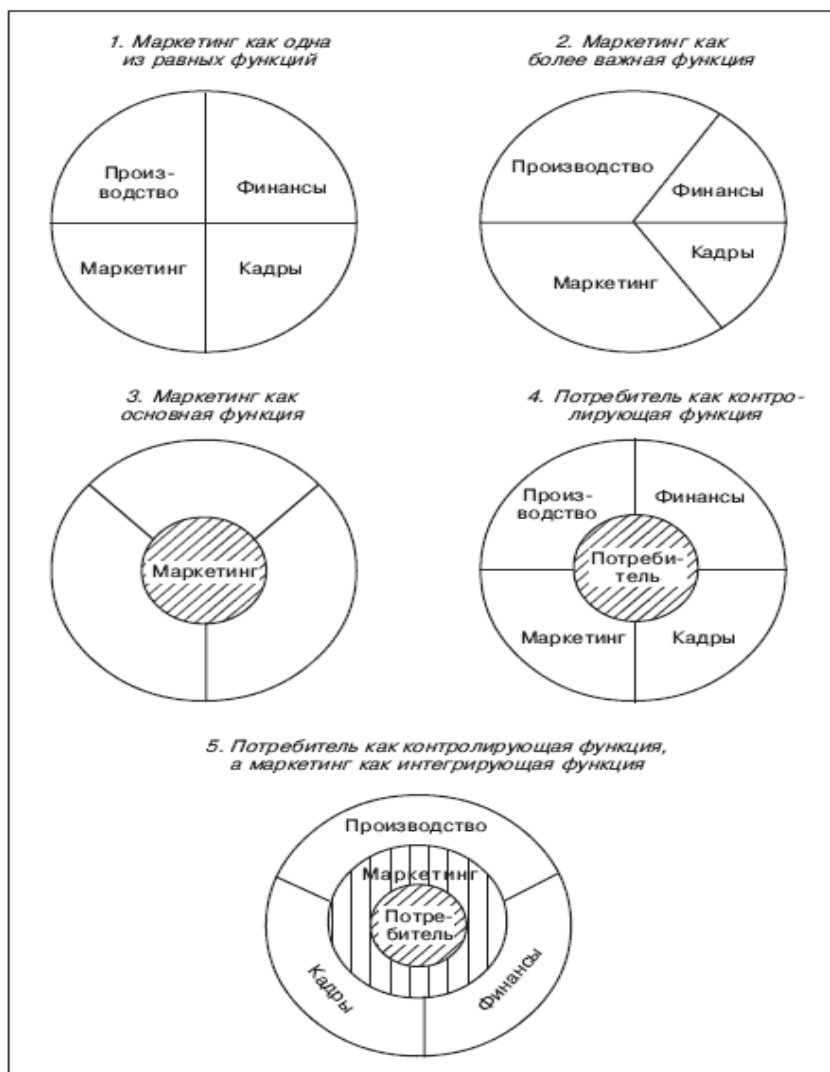 1. Маркетинг как одна
из равных функций
2. Маркетинг как
более важная функция
Произ-
водство
Финансы
Маркетинг
Кадры
Производство
Финансы
Кадры
Маркетинг
3. Маркетинг как
основная функция
4. Потребитель как контро-
лирующая функция
Маркетинг
Произ-
водство
Финансы
Потреби-
тель
Маркетинг
Кадры
5. Потребитель как контролирующая функция,
а маркетинг как интегрирующая функция
Производство
Маркетинг
Потре-
битель
Кадры
Финансы